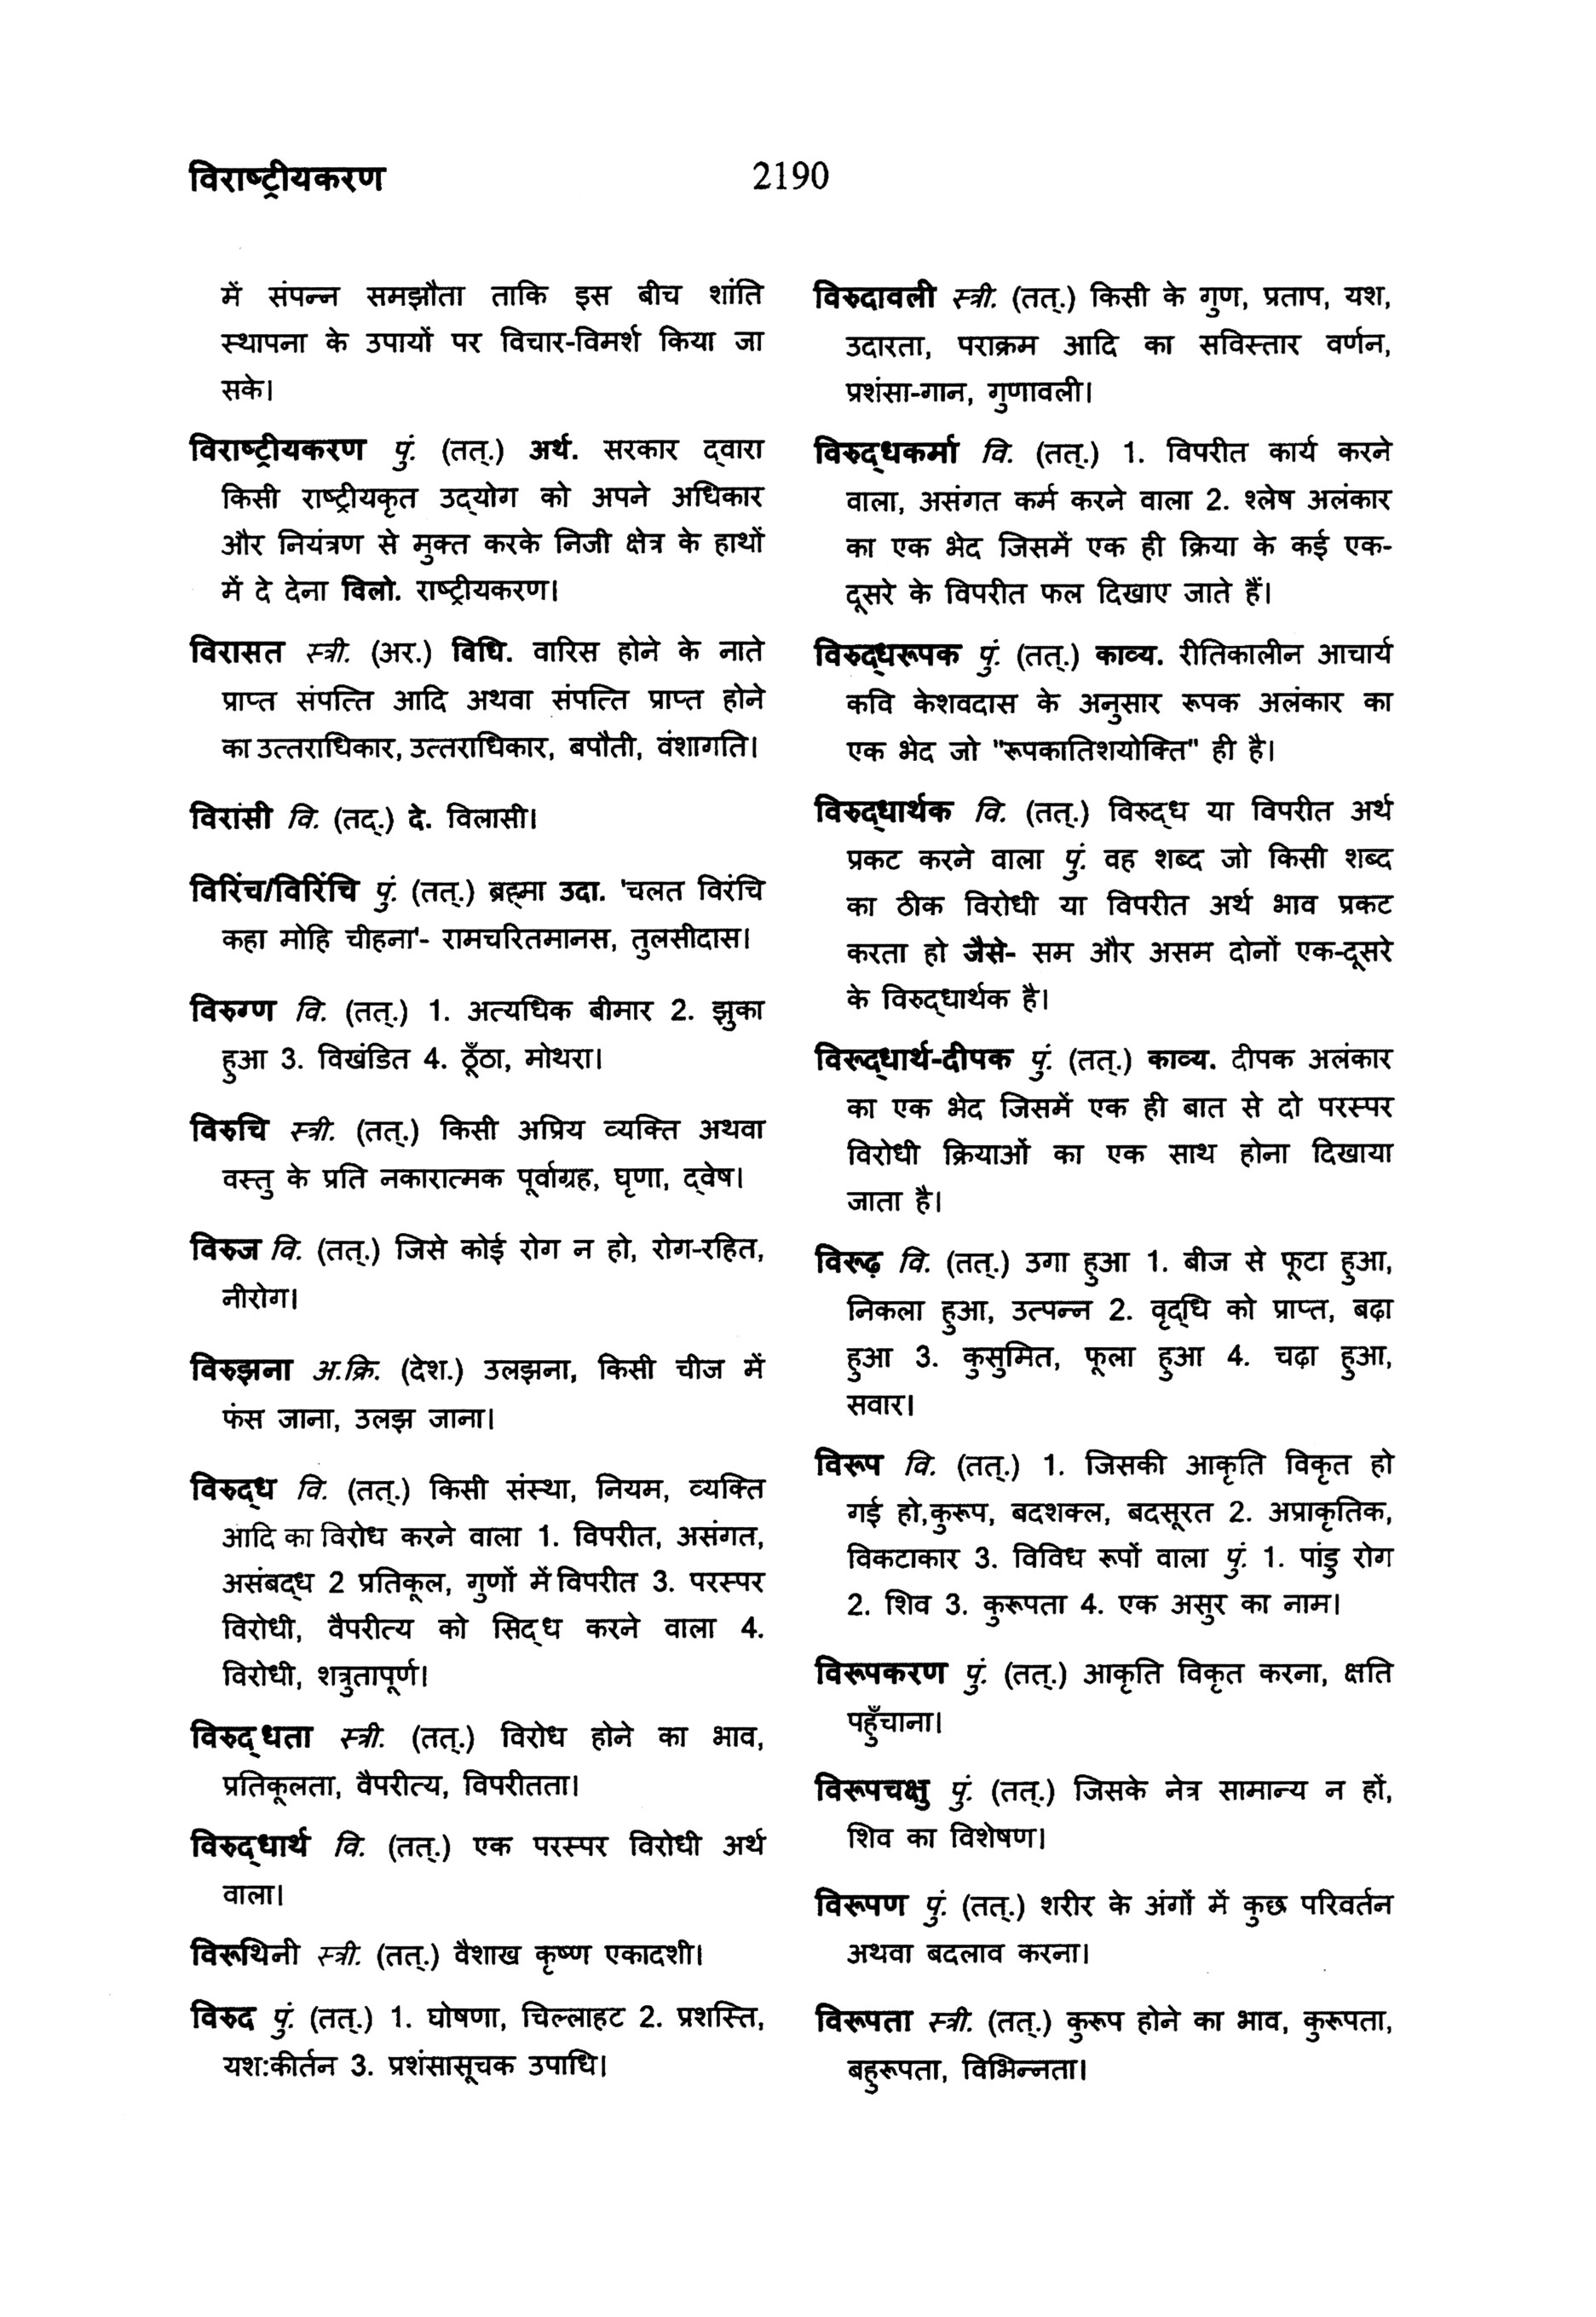 विराष्ट्रीयकरण
2190
में संपन्न समझौता ताकि इस बीच शांति
स्थापना के उपायों पर विचार-विमर्श किया जा
सके।
विराष्ट्रीयकरण पुं. (तत्.) अर्थ. सरकार द्वारा
किसी राष्ट्रीयकृत उद्योग को अपने अधिकार
और नियंत्रण से मुक्त करके निजी क्षेत्र के हाथों
में दे देना विलो. राष्ट्रीयकरण।
विरासत स्त्री. (अर.) विधि. वारिस होने के नाते
प्राप्त संपत्ति आदि अथवा संपत्ति प्राप्त होने
का उत्तराधिकार, उत्तराधिकार, बपौती, वंशागति।
विरासी वि. (तद्.) दे. विलासी।
विरिंच/विरिंचि पुं. (तत्.) ब्रह्मा उदा. 'चलत विरंचि
कहा मोहि चीहना'- रामचरितमानस, तुलसीदास।
विरुग्ण वि. (तत्.) 1. अत्यधिक बीमार 2. झुका
हुआ 3. विखंडित 4. ठूँठा, मोथरा।
विरुचि स्त्री. (तत्.) किसी अप्रिय व्यक्ति अथवा
वस्तु के प्रति नकारात्मक पूर्वाग्रह, घृणा, द्वेष।
विरुज वि. (तत्.) जिसे कोई रोग न हो, रोग-रहित,
नीरोग।
विरुझना अ.क्रि. (देश.) उलझना, किसी चीज में
फंस जाना, उलझ जाना।
विरुद्ध वि. (तत्.) किसी संस्था, नियम, व्यक्ति
आदि का विरोध करने वाला 1. विपरीत, असंगत,
असंबद्ध 2 प्रतिकूल, गुणों में विपरीत 3. परस्पर
विरोधी, वैपरीत्य को सिद्ध करने वाला 4.
विरोधी, शत्रुतापूर्ण।
विरुद्धता स्त्री. (तत्.) विरोध होने का भाव,
प्रतिकूलता, वैपरीत्य, विपरीतता।
विरुद्धार्थ वि. (तत्.) एक परस्पर विरोधी अर्थ
वाला।
विरूथिनी स्त्री. (तत्.) वैशाख कृष्ण एकादशी।
विरुद पुं. (तत्.) 1. घोषणा, चिल्लाहट 2. प्रशस्ति,
यश:कीर्तन 3. प्रशंसासूचक उपाधि।
विरुदावली स्त्री. (तत्.) किसी के गुण, प्रताप, यश,
उदारता, पराक्रम आदि का सविस्तार वर्णन,
प्रशंसा-गान, गुणावली।
विरुद्धकर्मा वि. (तत्.) 1. विपरीत कार्य करने
वाला, असंगत कर्म करने वाला 2. श्लेष अलंकार
का एक भेद जिसमें एक ही क्रिया के कई एक-
दूसरे के विपरीत फल दिखाए जाते हैं।
विरुद्धरूपक पुं. (तत्.) काव्य. रीतिकालीन आचार्य
कवि केशवदास के अनुसार रूपक अलंकार का
एक भेद जो "रूपकातिशयोक्ति" ही है।
विरुद्धार्थक वि. (तत्.) विरुद्ध या विपरीत अर्थ
प्रकट करने वाला पुं. वह शब्द जो किसी शब्द
का ठीक विरोधी या विपरीत अर्थ भाव प्रकट
करता हो जैसे- सम और असम दोनों एक-दूसरे
के विरुद्धार्थक है।
विरूद्धार्थ-दीपक पुं. (तत्.) काव्य. दीपक अलंकार
का एक भेद जिसमें एक ही बात से दो परस्पर
विरोधी क्रियाओं का एक साथ होना दिखाया
जाता है।
विरूढ़ वि. (तत्.) उगा हुआ 1. बीज से फूटा हुआ,
निकला हुआ, उत्पन्न 2. वृद्धि को प्राप्त, बढ़ा
हुआ 3. कुसुमित, फूला हुआ 4. चढ़ा हुआ,
सवार।
विरूप वि. (तत्.) 1. जिसकी आकृति विकृत हो
गई हो,कुरूप, बदशक्ल, बदसूरत 2. अप्राकृतिक,
विकटाकार 3. विविध रूपों वाला पुं. 1. पांडु रोग
2. शिव 3. कुरूपता 4. एक असुर का नाम।
विरूपकरण पुं. (तत्.) आकृति विकृत करना, क्षति
पहुँचाना।
विरूपचक्षु पुं. (तत्.) जिसके नेत्र सामान्य न हों,
शिव का विशेषण।
विरूपण पुं. (तत्.) शरीर के अंगों में कुछ परिवर्तन
अथवा बदलाव करना।
विरूपता स्त्री. (तत्.) कुरूप होने का भाव, कुरूपता,
बहुरूपता, विभिन्नता।